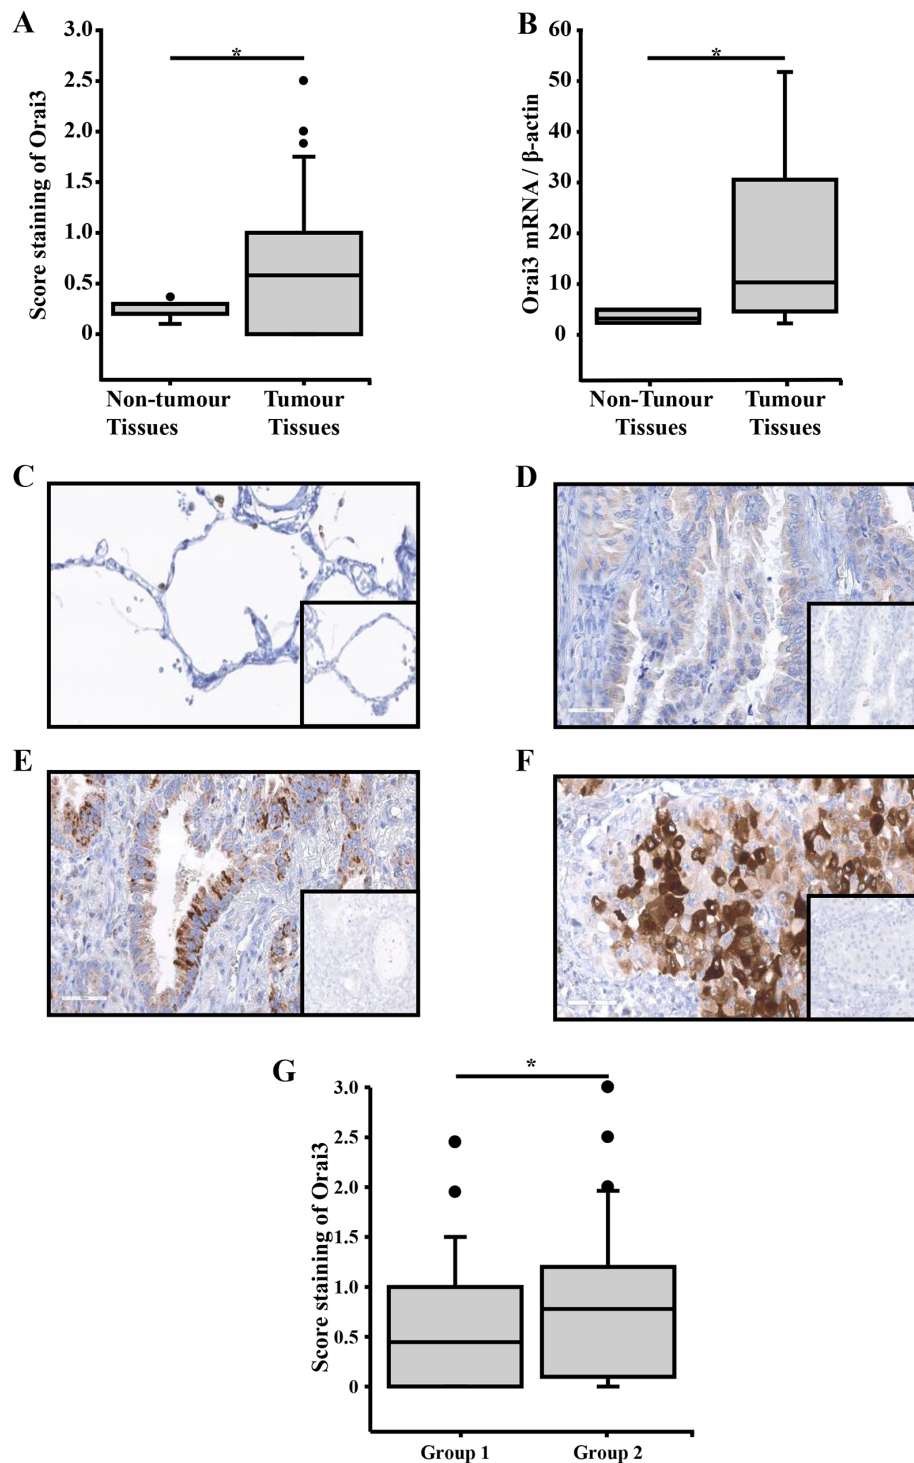 A
Score staining of Orai3
3.0
2.5
2.0
1.5
1.0
0.5
0
*
Non-tumour Tissues
Tumour Tissues
B
Orai3 mRNA / β-actin
60
50
40
30
20
10
0
*
Non-Tunour Tissues
Tumour Tissues
C
D
E
F
G
Score staining of Orai3
3.0
2.5
2.0
1.5
1.0
0.5
0
*
Group 1
Group 2